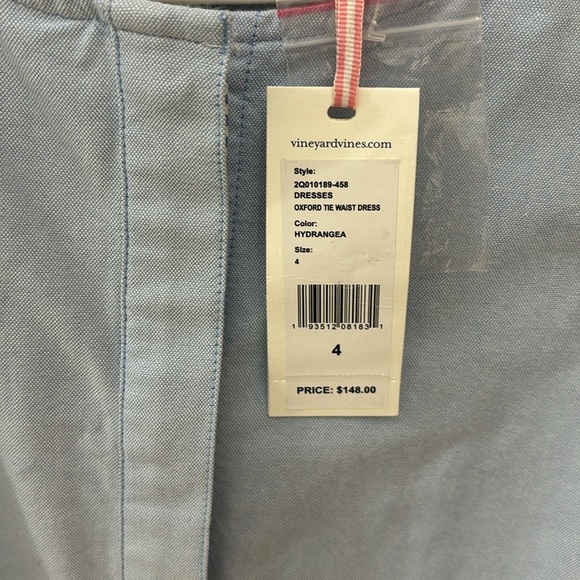 vineyardvines.com
Style:
2Q010189-458
DRESSES
OXFORD TIE WAIST DRESS
Color:
HYDRANGEA
Size:
4
1 93512 08183 1
4
PRICE: $148.00